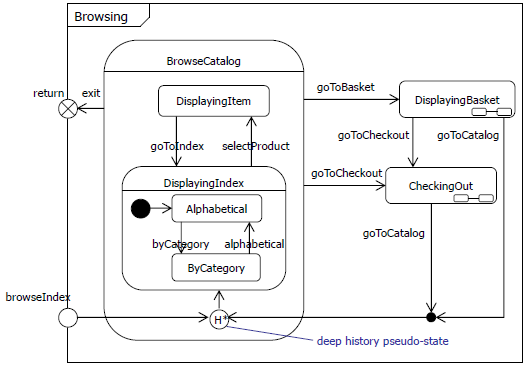 Browsing
BrowseCatalog
return
exit
DisplayingItem
goToBasket
DisplayingBasket
goToIndex
selectProduct
goToCheckout
goToCatalog
DisplayingIndex
goToCheckout
CheckingOut
Alphabetical
goToCatalog
byCategory
alphabetical
ByCategory
browseIndex
H*
deep history pseudo-state